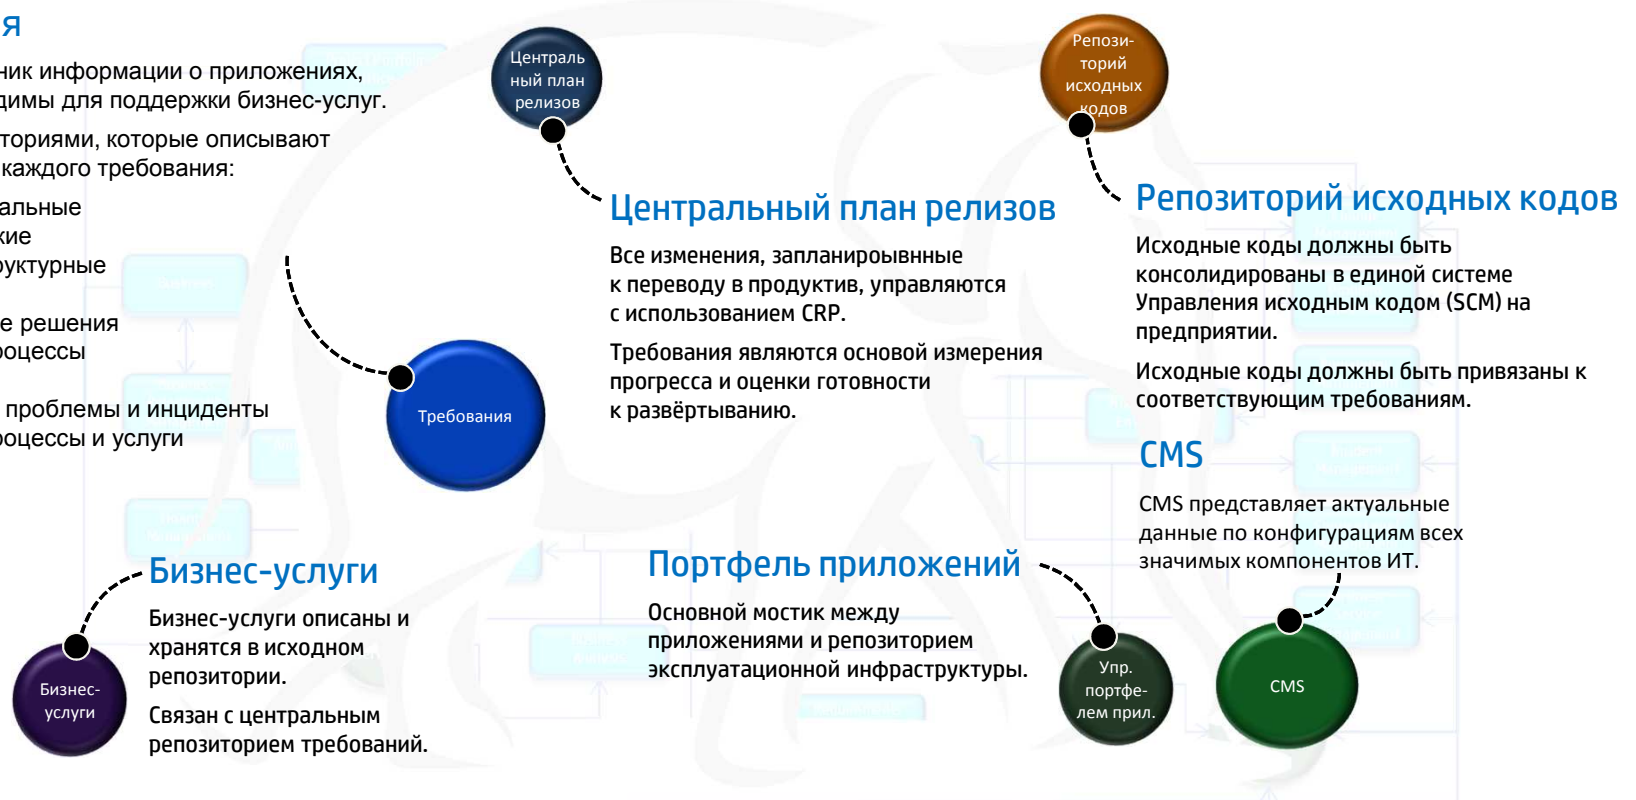 я
ник информации о приложениях,
димы для поддержки бизнес-услуг.
ториями, которые описывают
каждого требования:
альные
кие
руктурные
е решения
роцессы
проблемы и инциденты
роцессы и услуги
Требования
Централь
ный план
релизов
Центральный план релизов
Все изменения, запланироывнные
к переводу в продуктив, управляются
с использованием CRP.
Требования являются основой измерения
прогресса и оценки готовности
к развёртыванию.
Репози-
торий
исходных
кодов
Репозиторий исходных кодов
Исходные коды должны быть
консолидированы в единой системе
Управления исходным кодом (SCM) на
предприятии.
Исходные коды должны быть привязаны к
соответствующим требованиям.
CMS
CMS представляет актуальные
данные по конфигурациям всех
значимых компонентов ИТ.
CMS
Бизнес-услуги
Бизнес-услуги описаны и
хранятся в исходном
репозитории.
Связан с центральным
репозиторием требований.
Бизнес-
услуги
Портфель приложений
Основной мостик между
приложениями и репозиторием
эксплуатационной инфраструктуры.
Упр.
портфе-
лем прил.